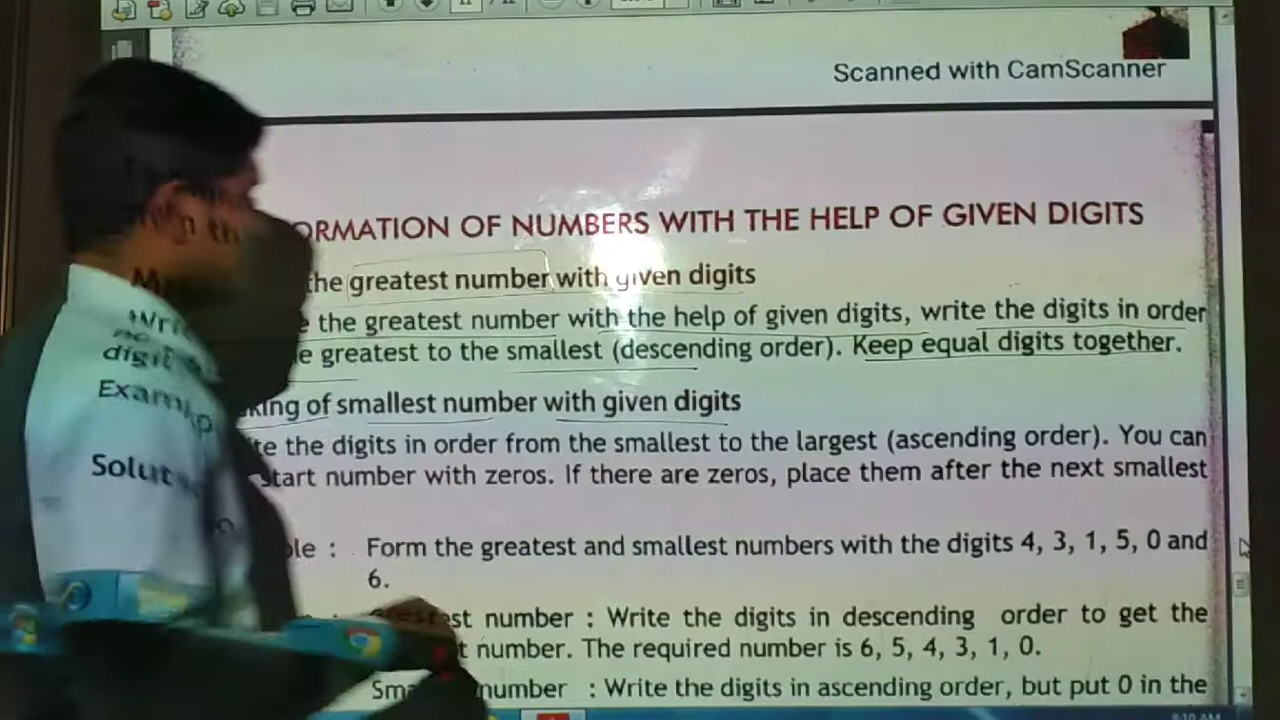 Scanned with CamScanner
ORMATION OF NUMBERS WITH THE HELP OF GIVEN DIGITS
the greatest number with given digits
the greatest number with the help of given digits, write the digits in order
greatest to the smallest (descending order). Keep equal digits together.
king of smallest number with given digits
te the digits in order from the smallest to the largest (ascending order). You can
start number with zeros. If there are zeros, place them after the next smallest
digit
Examp
Solut
ple : Form the greatest and smallest numbers with the digits 4, 3, 1, 5, 0 and
6.
number : Write the digits in descending order to get the
number. The required number is 6, 5, 4, 3, 1, 0.
number : Write the digits in ascending order, but put 0 in the